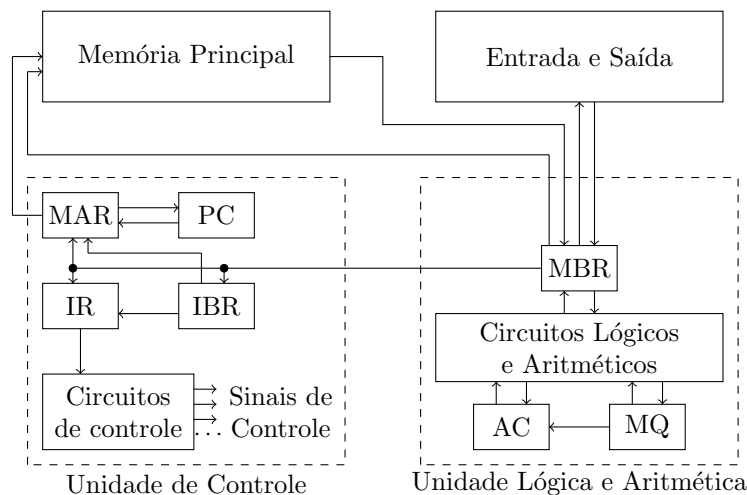 Memória Principal
Entrada e Saída
MAR
PC
MBR
IR
IBR
Circuitos Lógicos
e Aritméticos
Circuitos
de controle
Sinais de
... Controle
AC
MQ
Unidade de Controle
Unidade Lógica e Aritmética